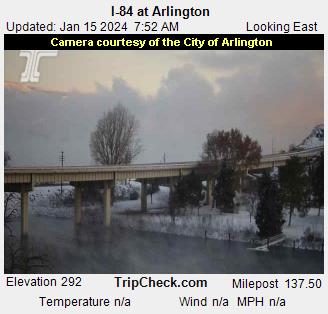 I-84 at Arlington
Updated: Jan 15 2024 7:52 AM Looking East
Camera courtesy of the City of Arlington
Elevation 292 TripCheck.com Milepost 137.50
Temperature n/a Wind n/a MPH n/a